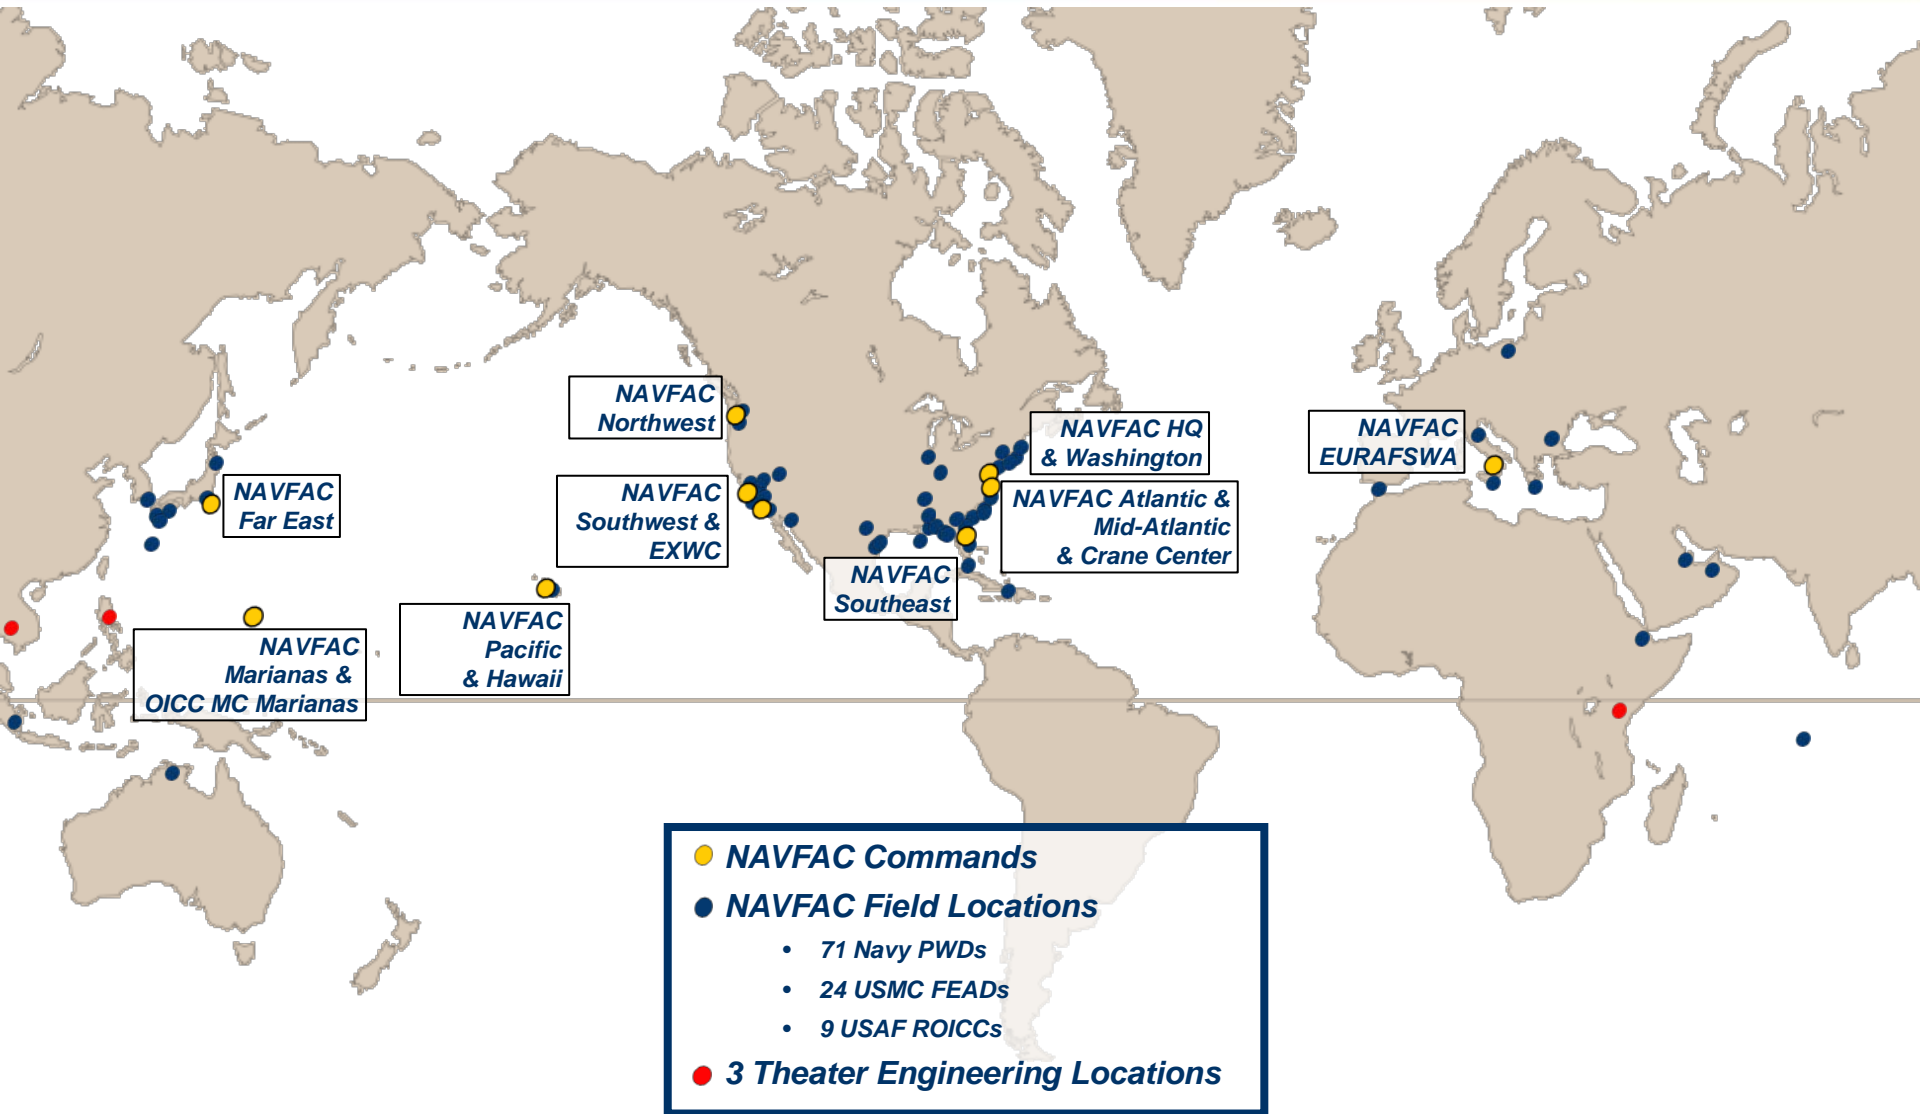 NAVFAC
Northwest
NAVFAC HQ
& Washington
NAVFAC
EURAFSWA
NAVFAC
Far East
NAVFAC
Southwest &
EXWC
NAVFAC Atlantic &
Mid-Atlantic
& Crane Center
NAVFAC
Southeast
NAVFAC
Pacific
& Hawaii
NAVFAC
Marianas &
OICC MC Marianas
NAVFAC Commands
NAVFAC Field Locations
• 71 Navy PWDs
• 24 USMC FEADs
• 9 USAF ROICCs
3 Theater Engineering Locations